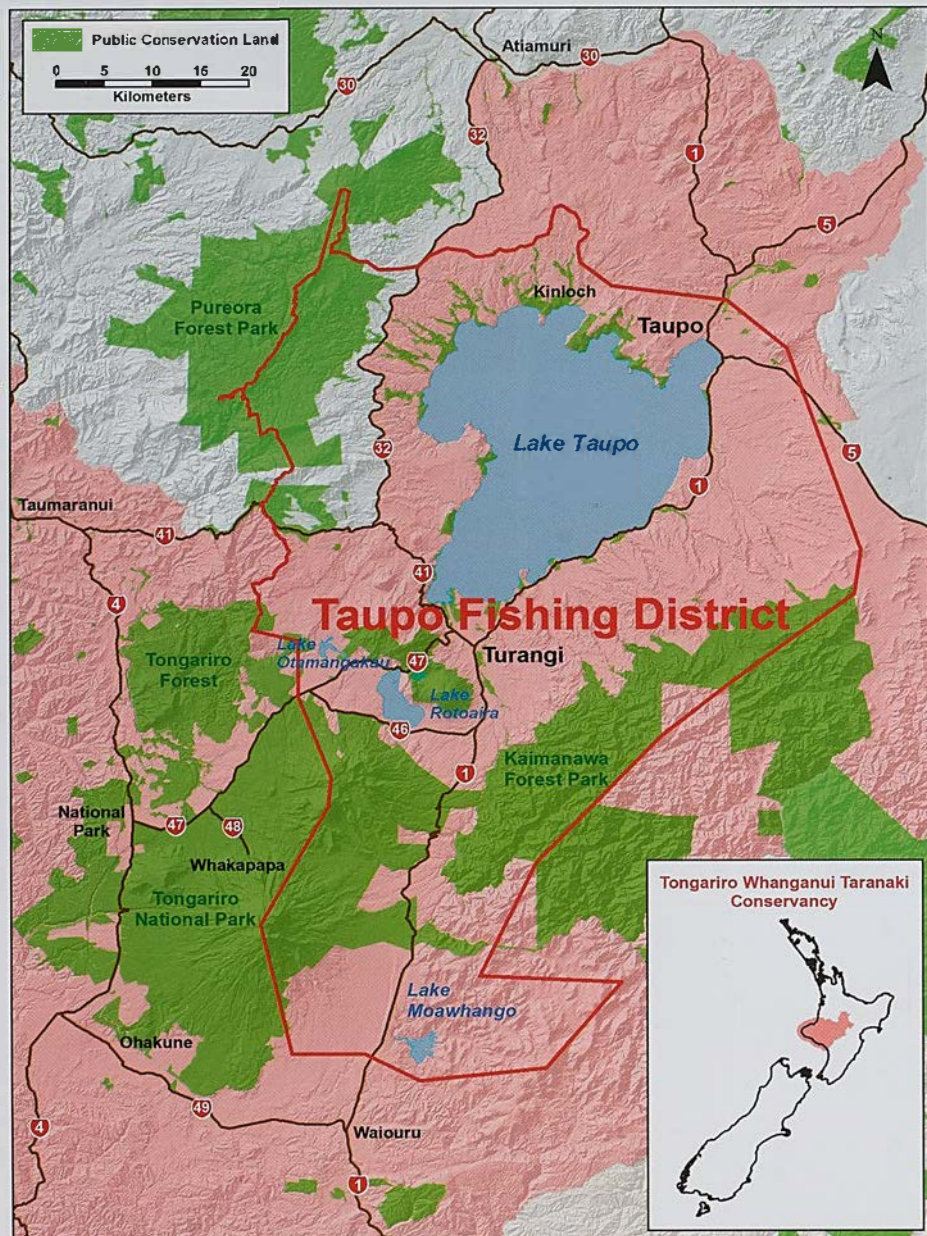 Public Conservation Land
0 5 10 16 20
Kilometers
N
Atiamuri
30
30
32
1
5
Kinloch
Pureora
Forest Park
Taupo
Lake Taupo
32
5
1
Taumaranui
41
41
4
Taupo Fishing District
Lake
Otamangakau
47
Turangi
Tongariro
Forest
Lake
Rotoaira
46
Kaimanawa
Forest Park
1
National
Park
47
48
Whakapapa
Tongariro
National Park
Lake
Moawhango
Ohakune
49
4
Waiouru
1
Tongariro Whanganui Taranaki
Conservancy